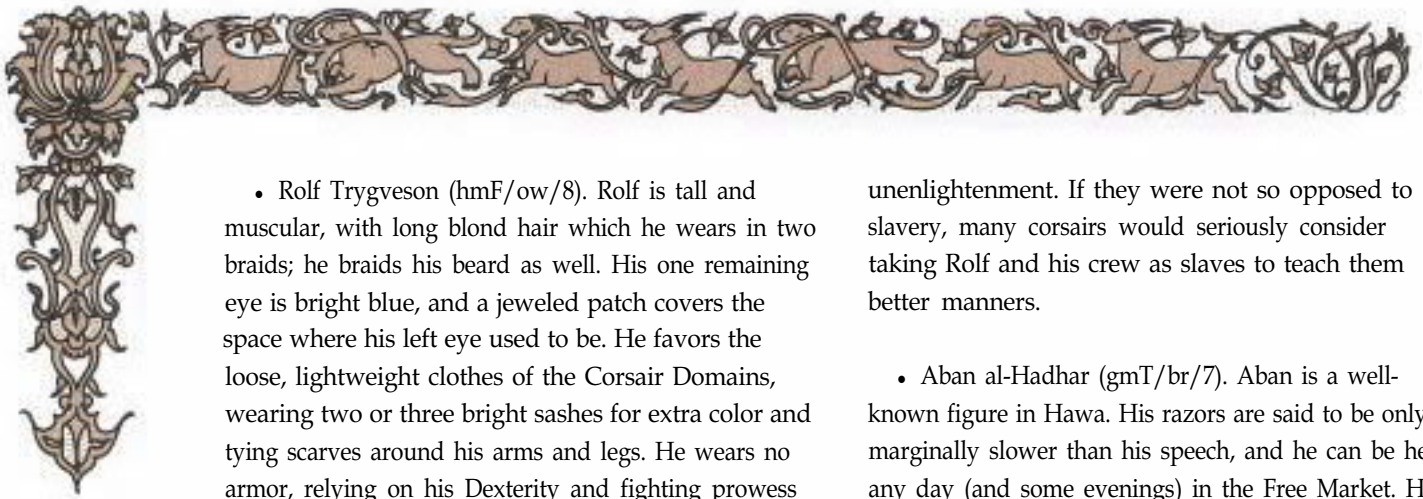 • Rolf Trygveson (hmF/ow/8). Rolf is tall and
muscular, with long blond hair which he wears in two
braids; he braids his beard as well. His one remaining
eye is bright blue, and a jeweled patch covers the
space where his left eye used to be. He favors the
loose, lightweight clothes of the Corsair Domains,
wearing two or three bright sashes for extra color and
tying scarves around his arms and legs. He wears no
armor, relying on his Dexterity and fighting prowess
unenlightenment. If they were not so opposed to
slavery, many corsairs would seriously consider
taking Rolf and his crew as slaves to teach them
better manners.
• Aban al-Hadhar (gmT/br/7). Aban is a well-
known figure in Hawa. His razors are said to be only
marginally slower than his speech, and he can be he
any day (and some evenings) in the Free Market. H